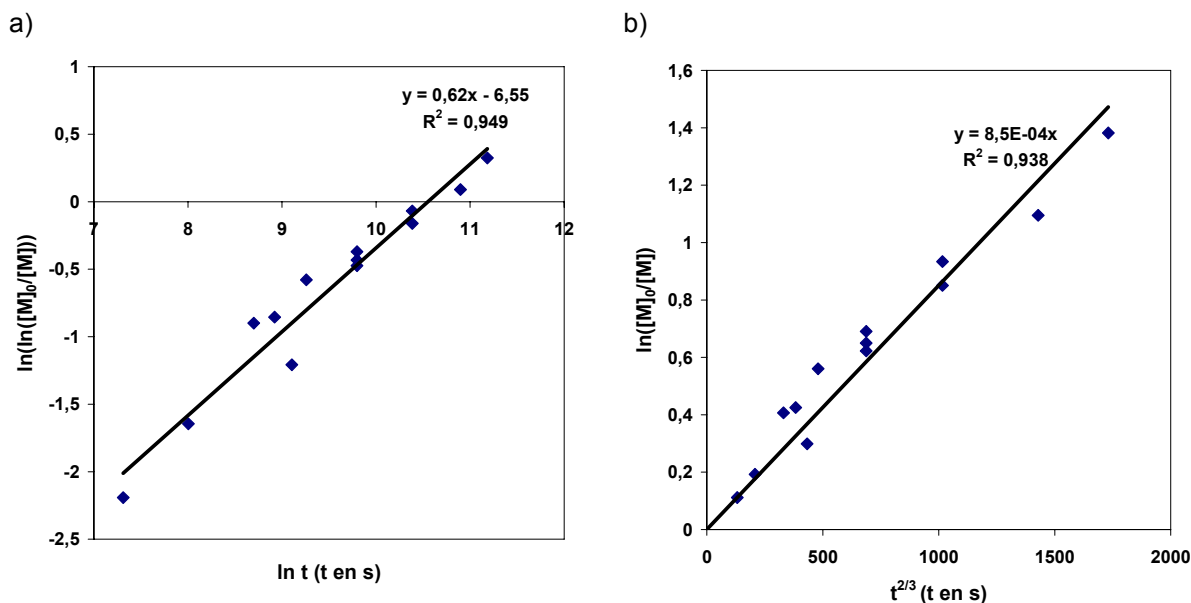 a)
1
0,5
0
-0,5
-1
-1,5
-2
-2,5
7
8
9
10
11
12
y = 0,62x - 6,55
R² = 0,949
ln(ln([M]₀/[M]))
ln t (t en s)
b)
1,6
1,4
1,2
1
0,8
0,6
0,4
0,2
0
0
500
1000
1500
2000
y = 8,5E-04x
R² = 0,938
ln([M]₀/[M])
t²ᐟ³ (t en s)